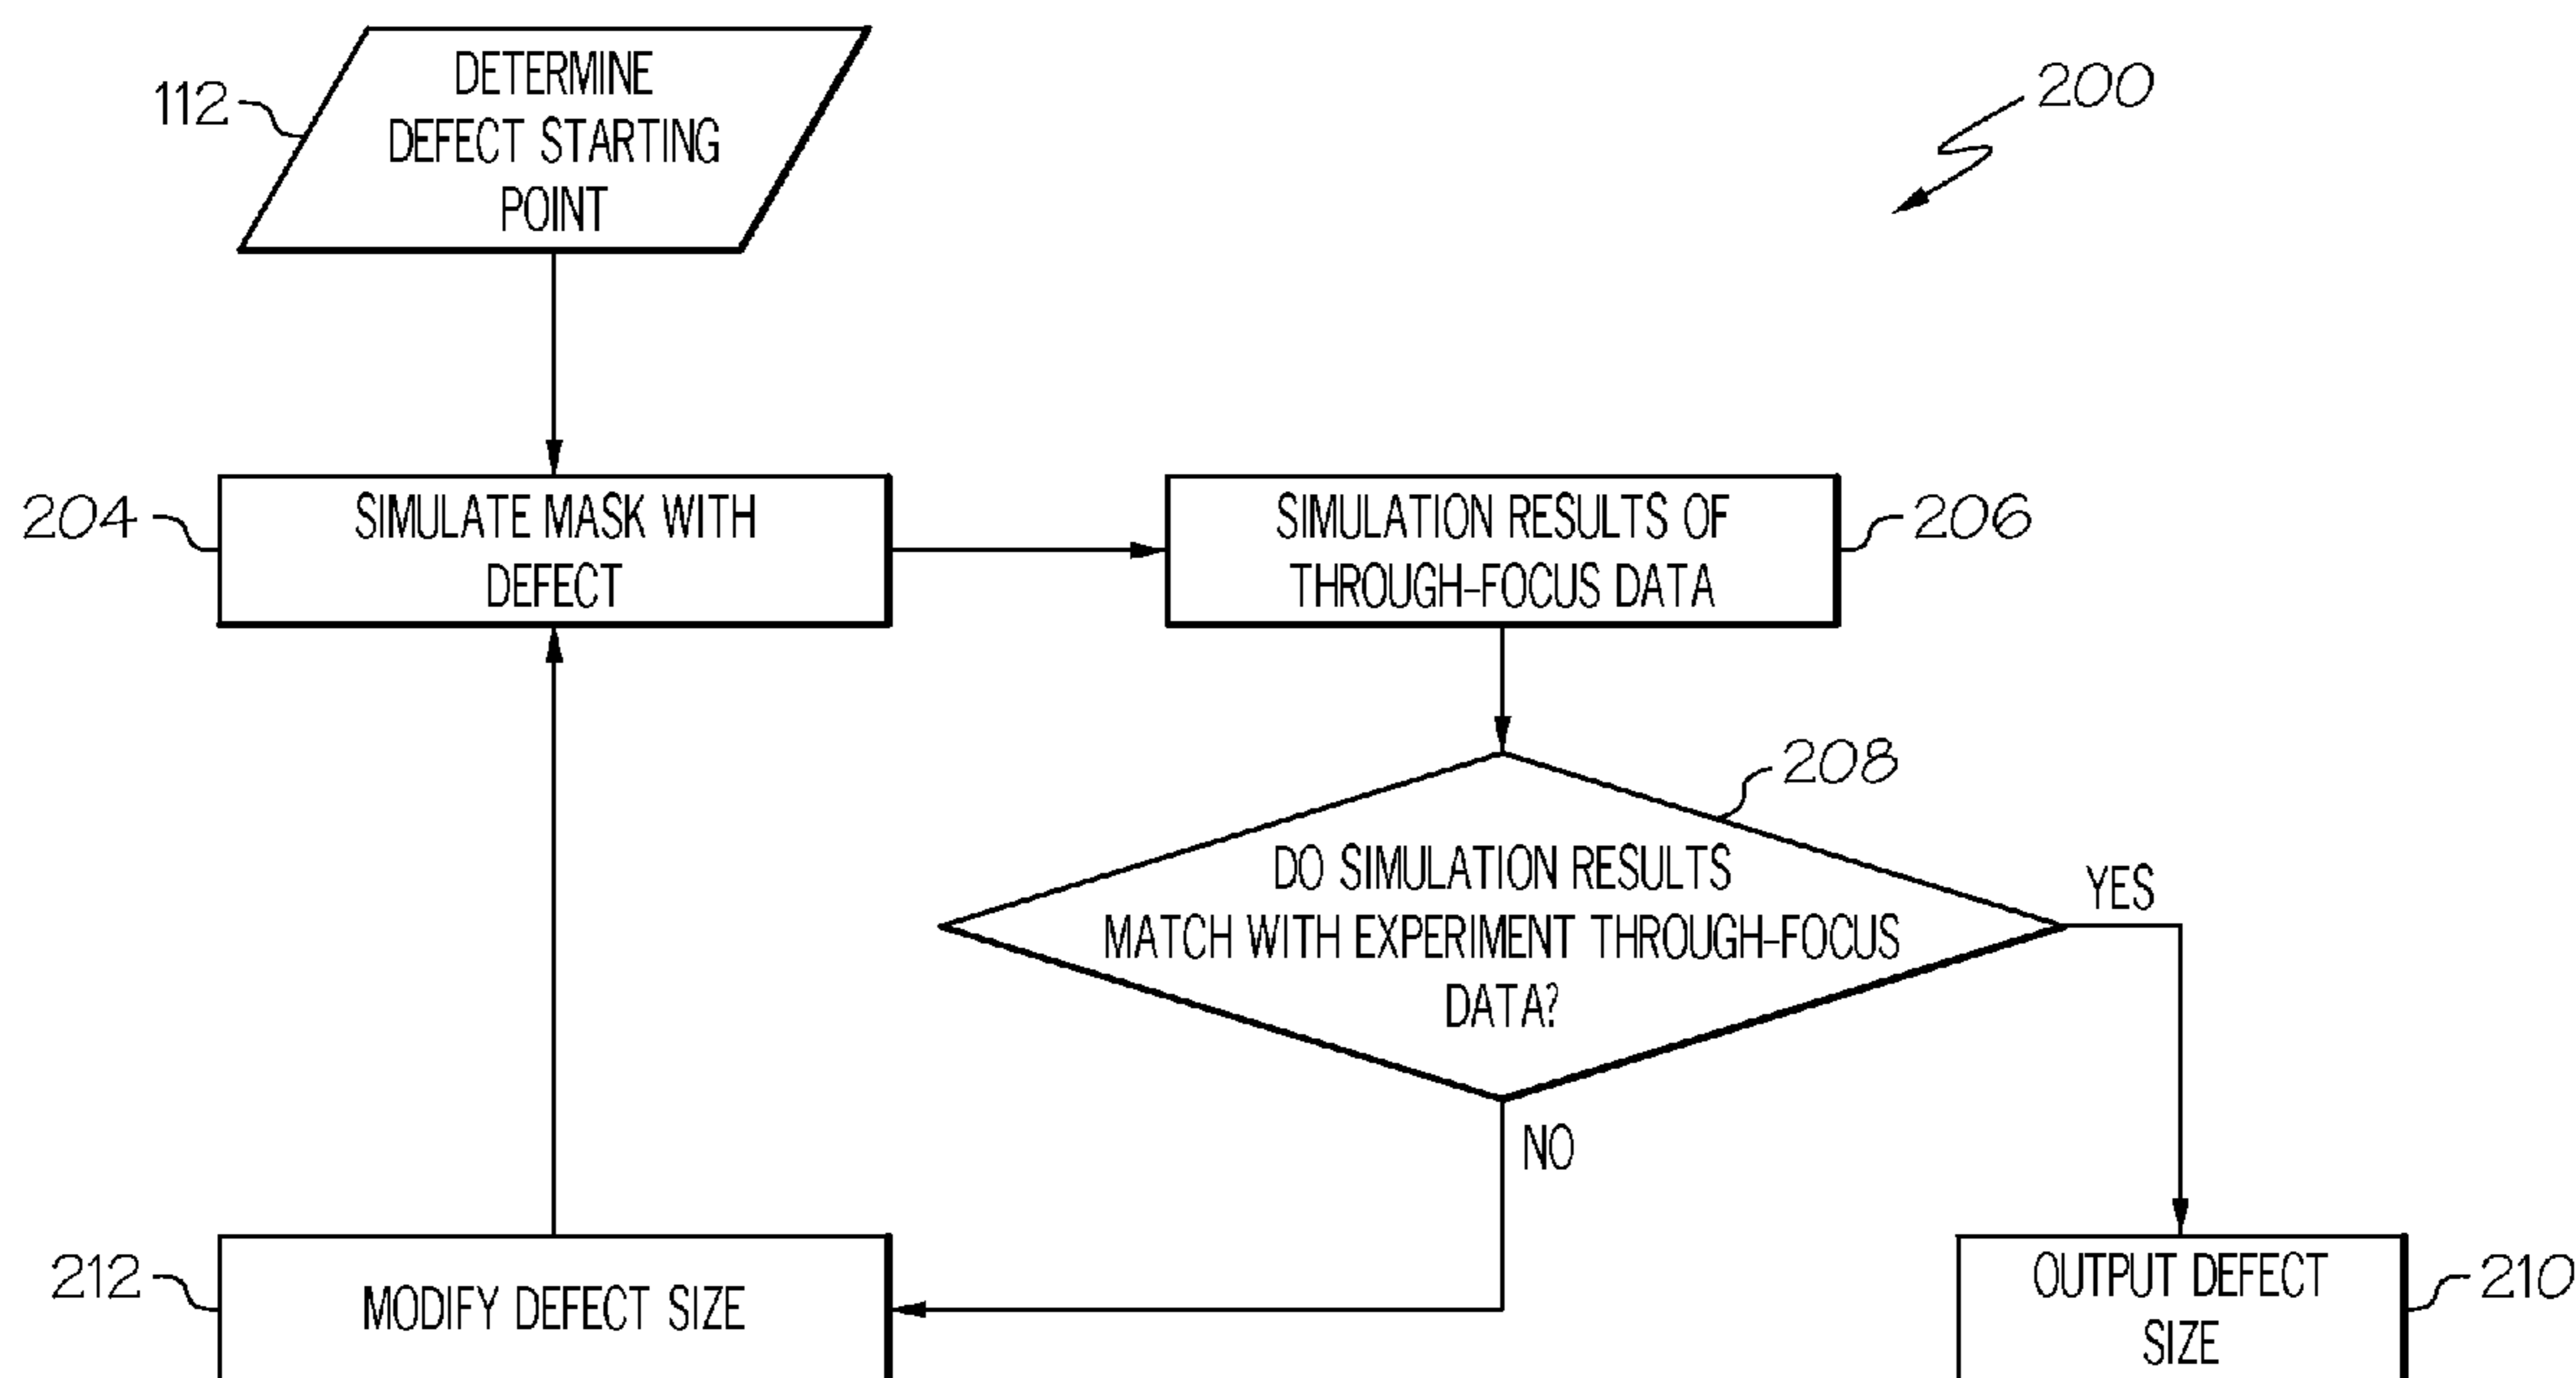 DETERMINE
DEFECT STARTING
POINT
112
200
204
SIMULATE MASK WITH
DEFECT
SIMULATION RESULTS OF
THROUGH-FOCUS DATA
206
208
DO SIMULATION RESULTS
MATCH WITH EXPERIMENT THROUGH-FOCUS
DATA?
YES
NO
212
MODIFY DEFECT SIZE
OUTPUT DEFECT
SIZE
210